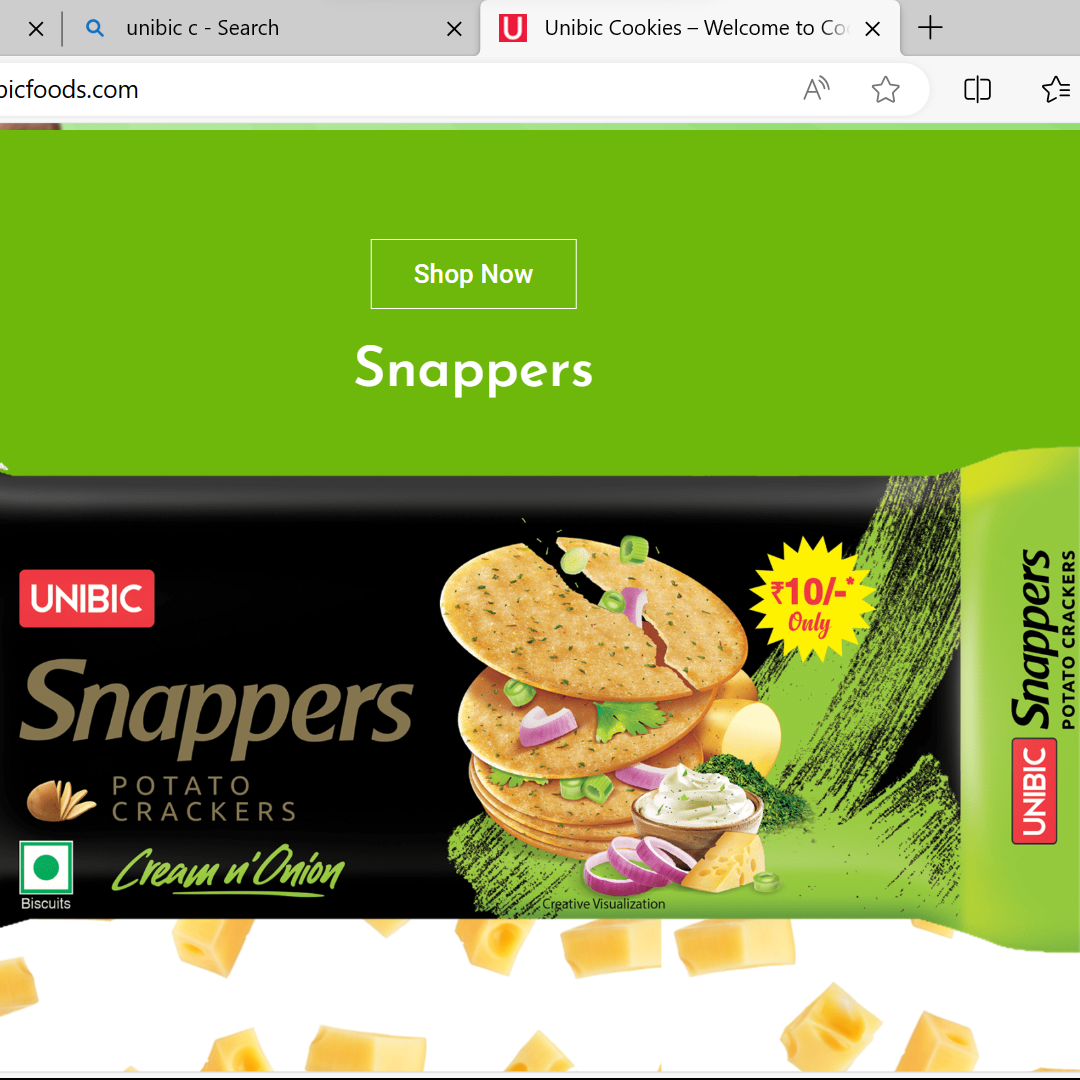 unibic c - Search
Unibic Cookies – Welcome to Co
bicfoods.com
Shop Now
Snappers
UNIBIC
Snappers
POTATO
CRACKERS
Cream n' Onion
Biscuits
₹10/-*
Only
Creative Visualization
UNIBIC
Snappers
POTATO CRACKERS